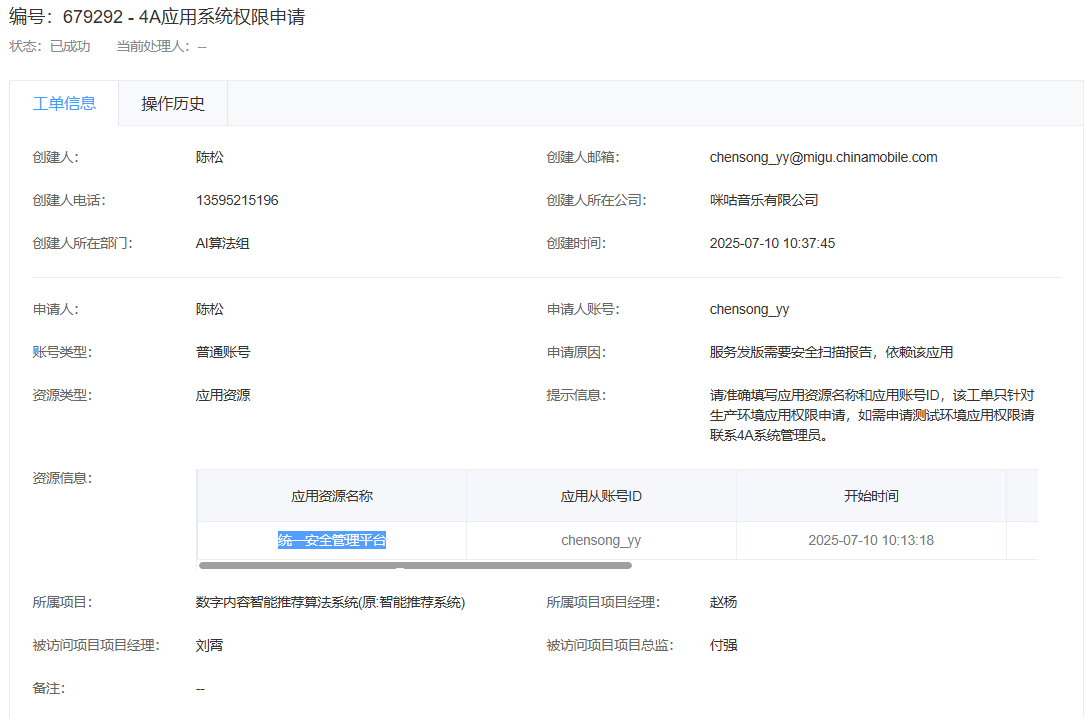 编号：679292 - 4A应用系统权限申请
状态：已成功 当前处理人：--
工单信息 操作历史
创建人： 陈松 创建人邮箱： chensong_yy@migu.chinamobile.com
创建人电话： 13595215196 创建人所在公司： 咪咕音乐有限公司
创建人所在部门： AI算法组 创建时间： 2025-07-10 10:37:45
申请人： 陈松 申请人账号： chensong_yy
账号类型： 普通账号 申请原因： 服务发版需要安全扫描报告，依赖该应用
资源类型： 应用资源 提示信息： 请准确填写应用资源名称和应用账号ID，该工单只针对
生产环境应用权限申请，如需申请测试环境应用权限请
联系4A系统管理员。
资源信息：
应用资源名称 应用从账号ID 开始时间
统一安全管理平台 chensong_yy 2025-07-10 10:13:18
所属项目： 数字内容智能推荐算法系统(原:智能推荐系统) 所属项目项目经理： 赵杨
被访问项目项目经理： 刘霄 被访问项目项目总监： 付强
备注： --